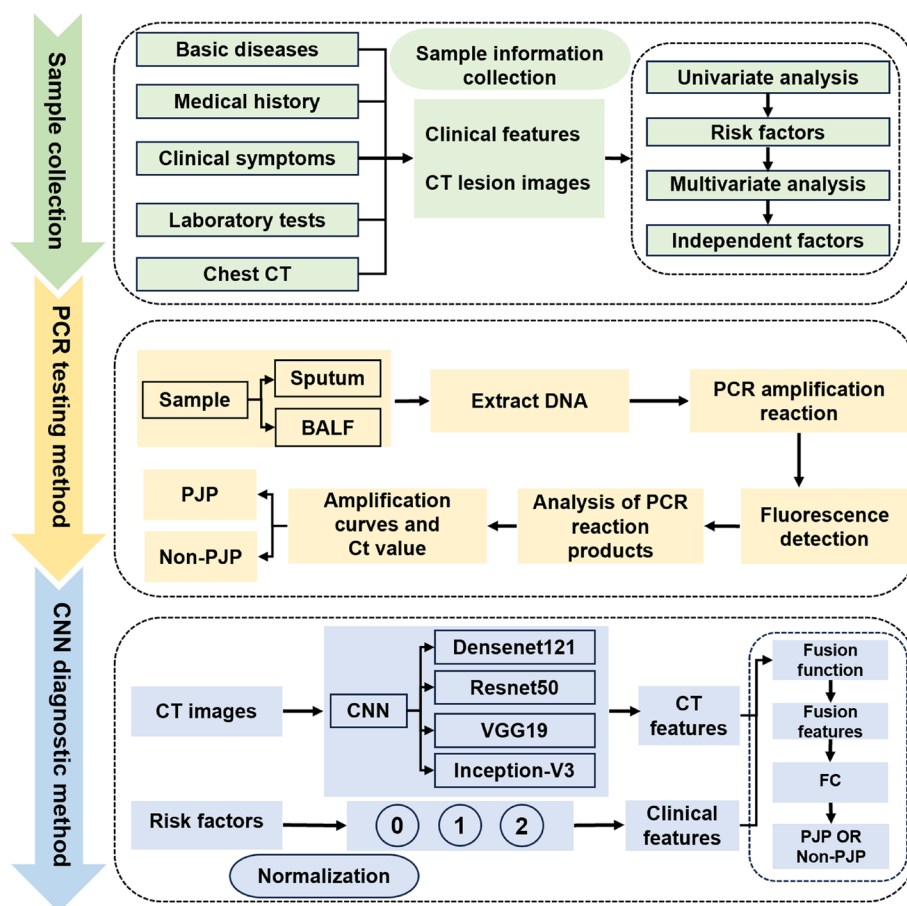 Sample collection
Basic diseases
Medical history
Clinical symptoms
Laboratory tests
Chest CT
Sample information
collection
Clinical features
CT lesion images
Univariate analysis
Risk factors
Multivariate analysis
Independent factors
PCR testing method
Sample
Sputum
BALF
Extract DNA
PCR amplification
reaction
Fluorescence
detection
Analysis of PCR
reaction
products
Amplification
curves and
Ct value
PJP
Non-PJP
CNN diagnostic method
CT images
CNN
Densenet121
Resnet50
VGG19
Inception-V3
CT
features
Risk factors
0 1 2
Normalization
Clinical
features
Fusion
function
Fusion
features
FC
PJP OR
Non-PJP